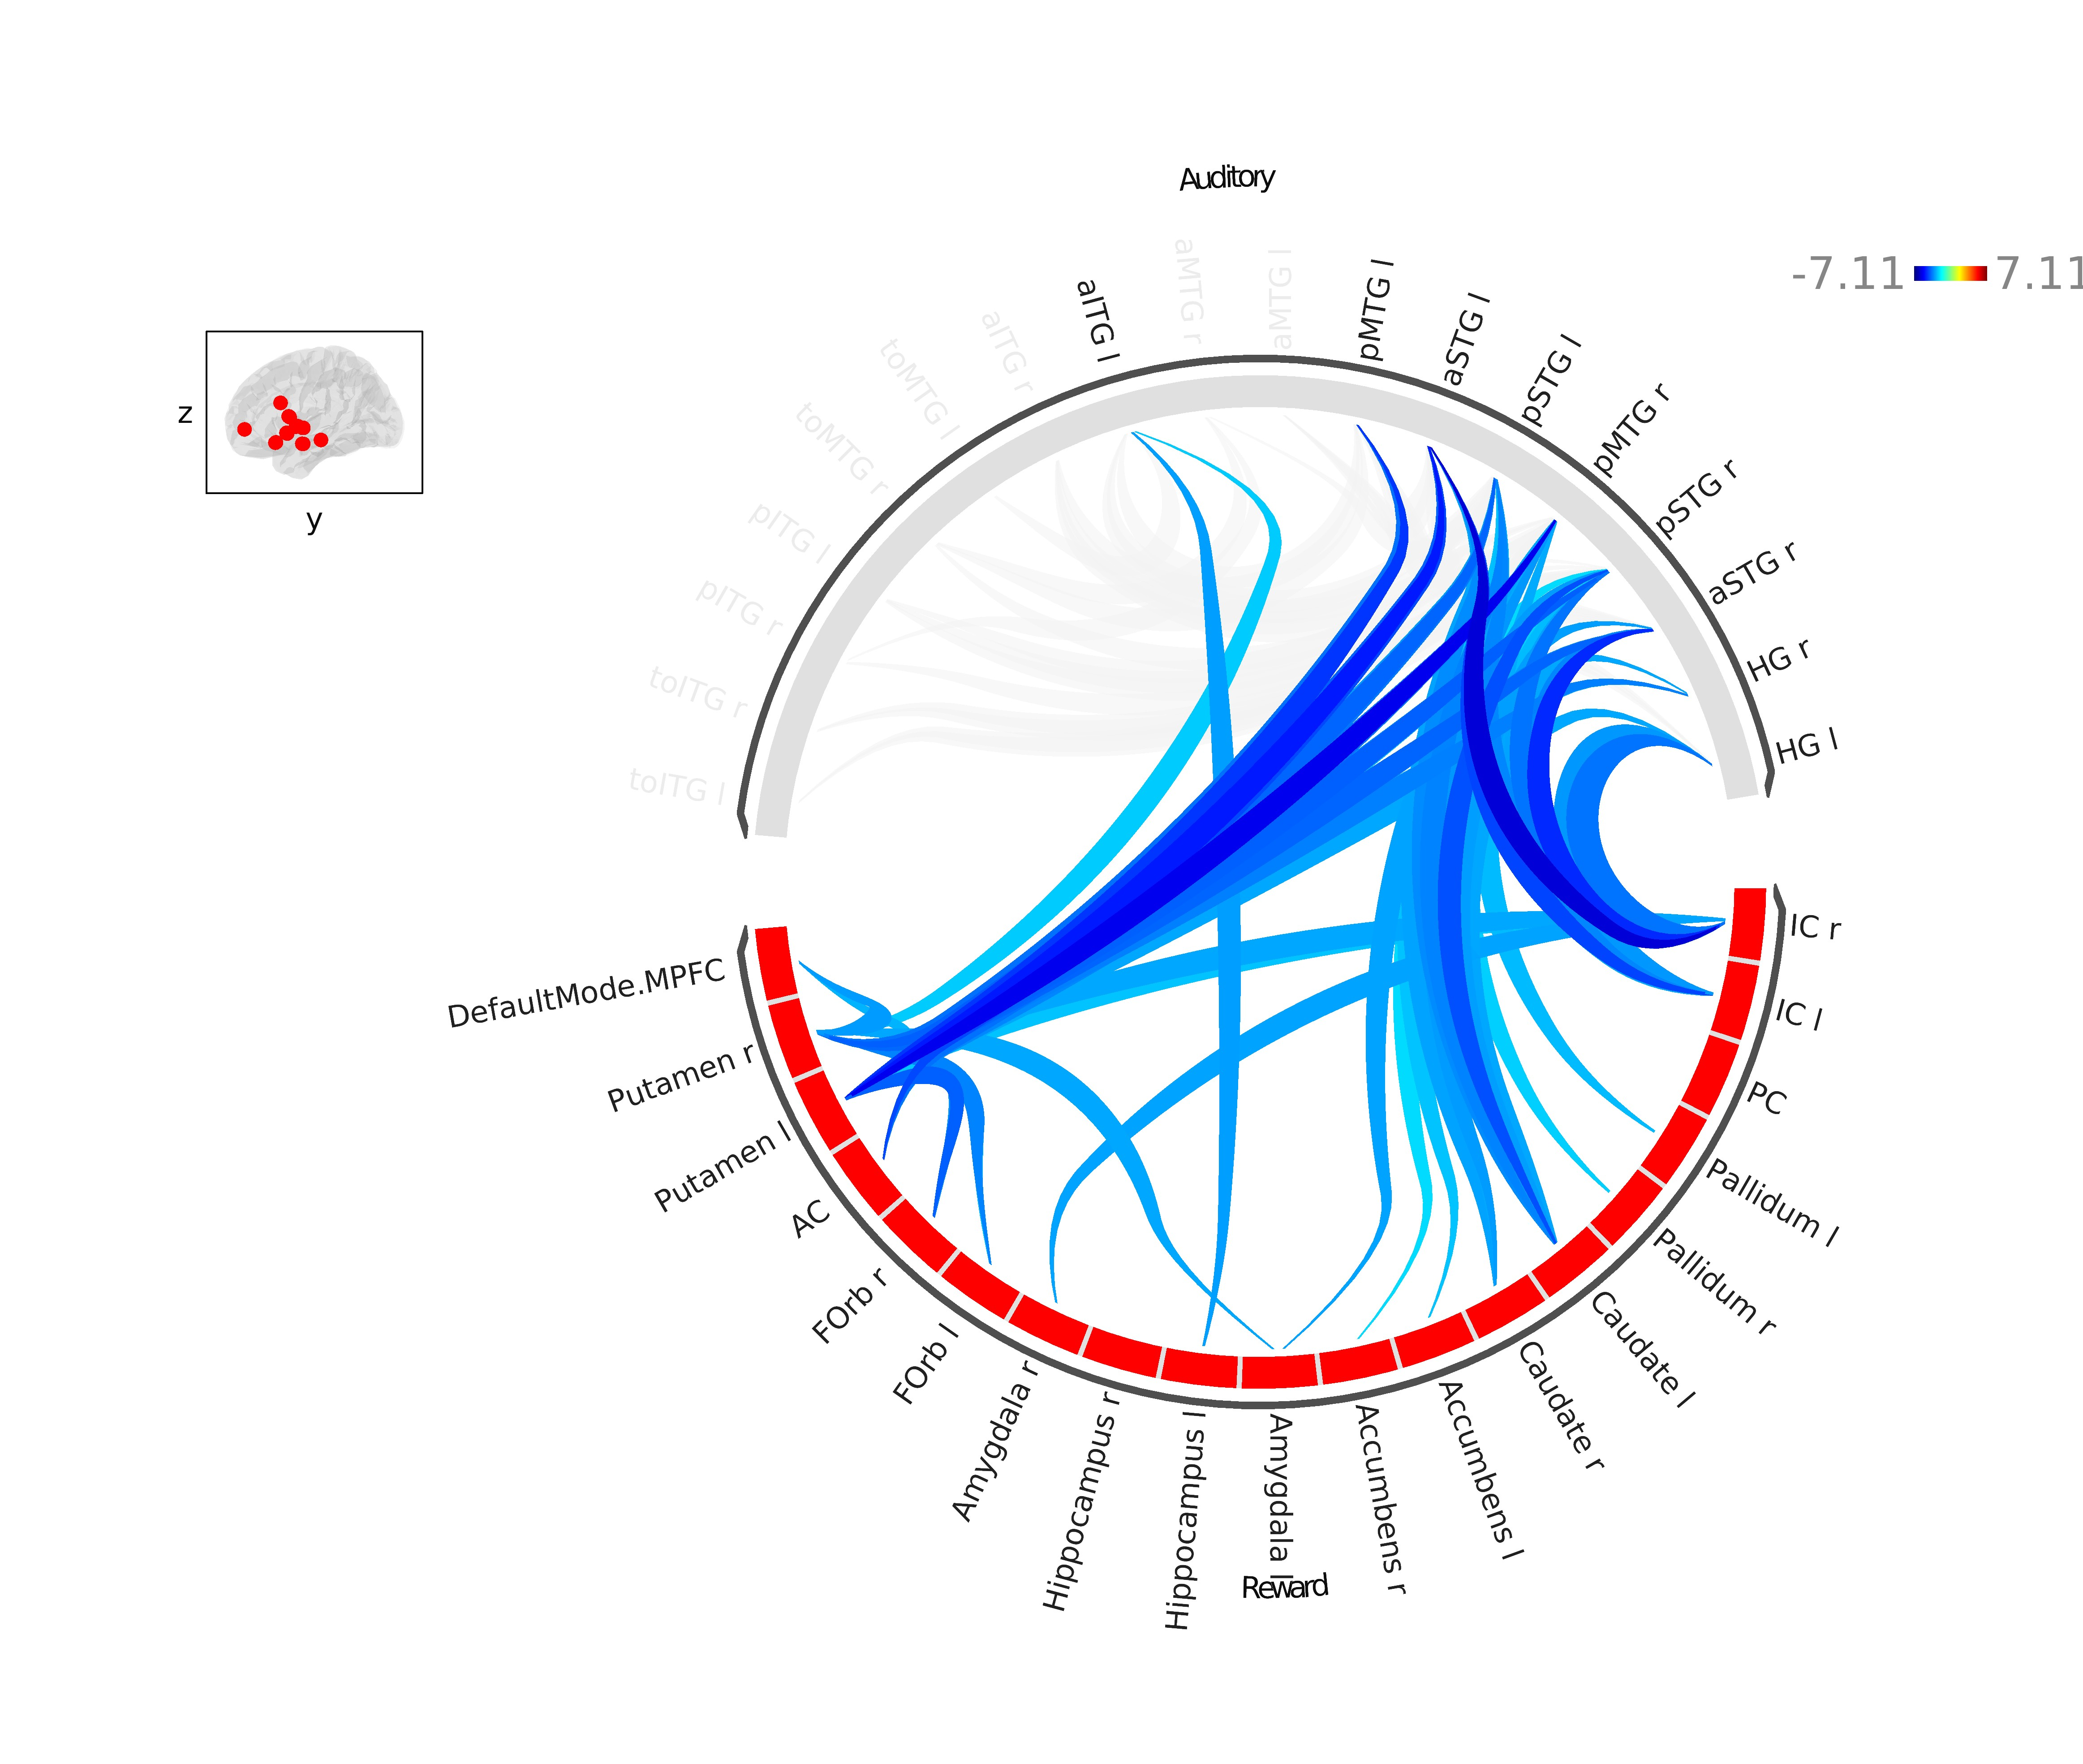 Auditory
-7.11
7.11
z
y
toITG l
toITG r
pITG r
pITG l
toMTG r
toMTG l
aITG r
aITG l
aMTG r
aMTG l
pMTG l
aSTG l
pSTG l
pMTG r
pSTG r
aSTG r
HG r
HG l
IC r
IC l
PC
Pallidum l
Pallidum r
Caudate l
Caudate r
Accumbens l
Accumbens r
Amygdala l
Hippocampus l
Hippocampus r
Amygdala r
FOrb l
FOrb r
AC
Putamen l
Putamen r
DefaultMode.MPFC
Reward